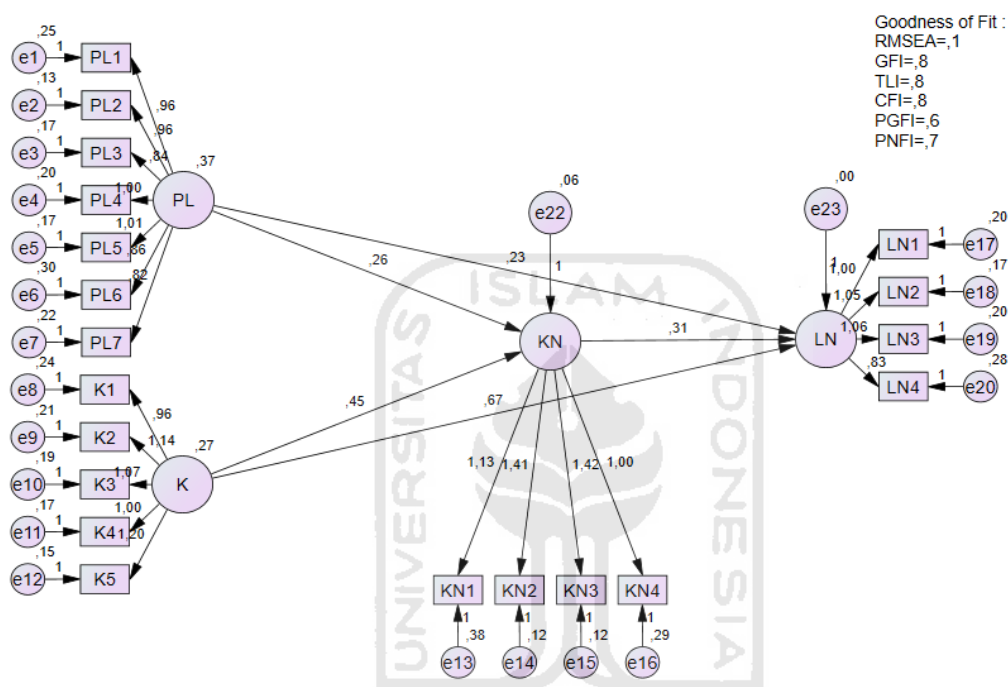 Goodness of Fit :
RMSEA=,1
GFI=,8
TLI=,8
CFI=,8
PGFI=,6
PNFI=,7
,25
e1 1 PL1
,13
e2 1 PL2
,17
e3 1 PL3
,20
e4 1 PL4
,17
e5 1 PL5
,30
e6 1 PL6
,22
e7 1 PL7
,96
,96
,84
1,00
1,01
,86
,82
,37
PL
,24
e8 1 K1
,21
e9 1 K2
,19
e10 1 K3
,17
e11 1 K4
,15
e12 1 K5
,96
1,14
1,07
1,00
1,20
,27
K
,26
,23
,45
,67
,31
,06
e22
1
KN
,00
e23
1
LN
1,00
1,05
1,06
,83
,20
LN1 1 e17
,17
LN2 1 e18
,20
LN3 1 e19
,28
LN4 1 e20
1,13 1,41 1,42 1,00
KN1 KN2 KN3 KN4
1 1 1 1
,38 ,12 ,12 ,29
e13 e14 e15 e16
UNIVERSITAS
ISLAM
INDONESIA